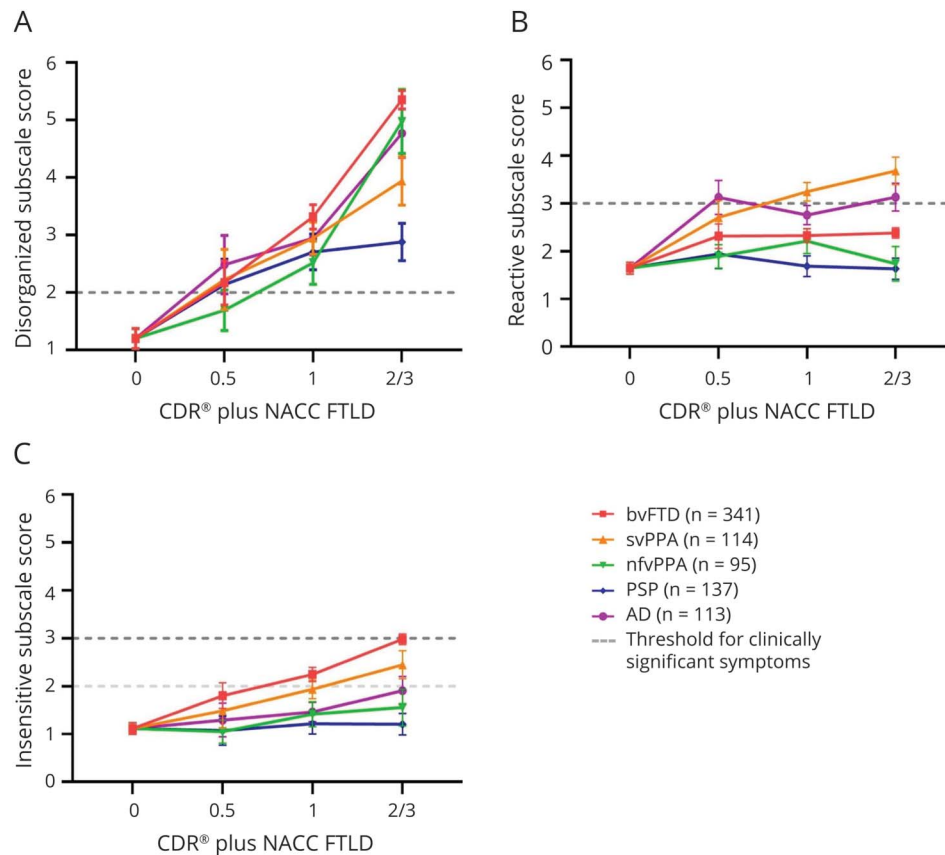 A
Disorganized subscale score
6
5
4
3
2
1
0
0.5
1
2/3
CDR® plus NACC FTLD
B
Reactive subscale score
6
5
4
3
2
1
0
0
0.5
1
2/3
CDR® plus NACC FTLD
C
Insensitive subscale score
6
5
4
3
2
1
0
0
0.5
1
2/3
CDR® plus NACC FTLD
bvFTD (n = 341)
svPPA (n = 114)
nfvPPA (n = 95)
PSP (n = 137)
AD (n = 113)
Threshold for clinically
significant symptoms